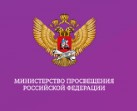 МИНИСТЕРСТВО ПРОСВЕЩЕНИЯ
РОССИЙСКОЙ ФЕДЕРАЦИИ